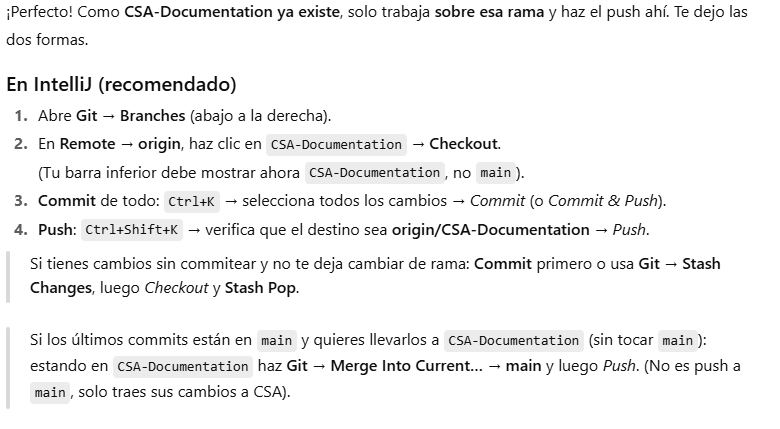 ¡Perfecto! Como CSA-Documentation ya existe, solo trabaja sobre esa rama y haz el push ahí. Te dejo las
dos formas.
En IntelliJ (recomendado)
1. Abre Git → Branches (abajo a la derecha).
2. En Remote → origin, haz clic en CSA-Documentation → Checkout.
(Tu barra inferior debe mostrar ahora CSA-Documentation, no main).
3. Commit de todo: Ctrl+K → selecciona todos los cambios → Commit (o Commit & Push).
4. Push: Ctrl+Shift+K → verifica que el destino sea origin/CSA-Documentation → Push.
Si tienes cambios sin commitear y no te deja cambiar de rama: Commit primero o usa Git → Stash
Changes, luego Checkout y Stash Pop.
Si los últimos commits están en main y quieres llevarlos a CSA-Documentation (sin tocar main):
estando en CSA-Documentation haz Git → Merge Into Current... → main y luego Push. (No es push a
main, solo traes sus cambios a CSA).